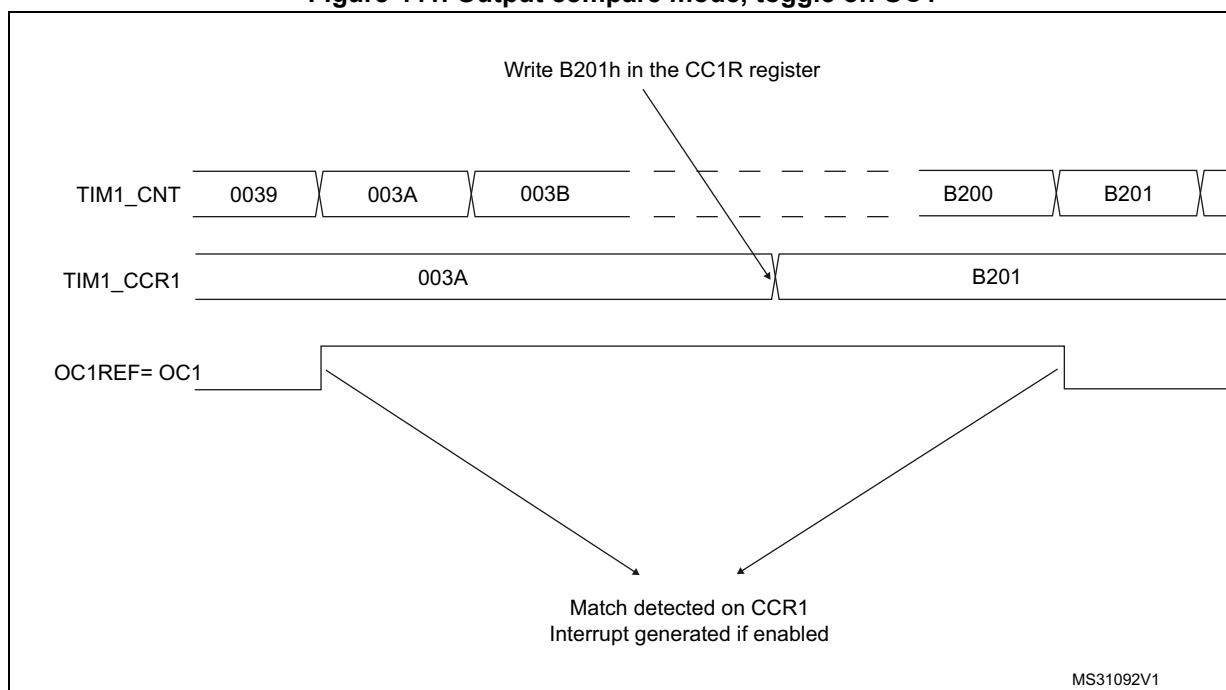 Write B201h in the CC1R register
TIM1_CNT 0039 003A 003B B200 B201
TIM1_CCR1 003A B201
OC1REF= OC1
Match detected on CCR1
Interrupt generated if enabled
MS31092V1